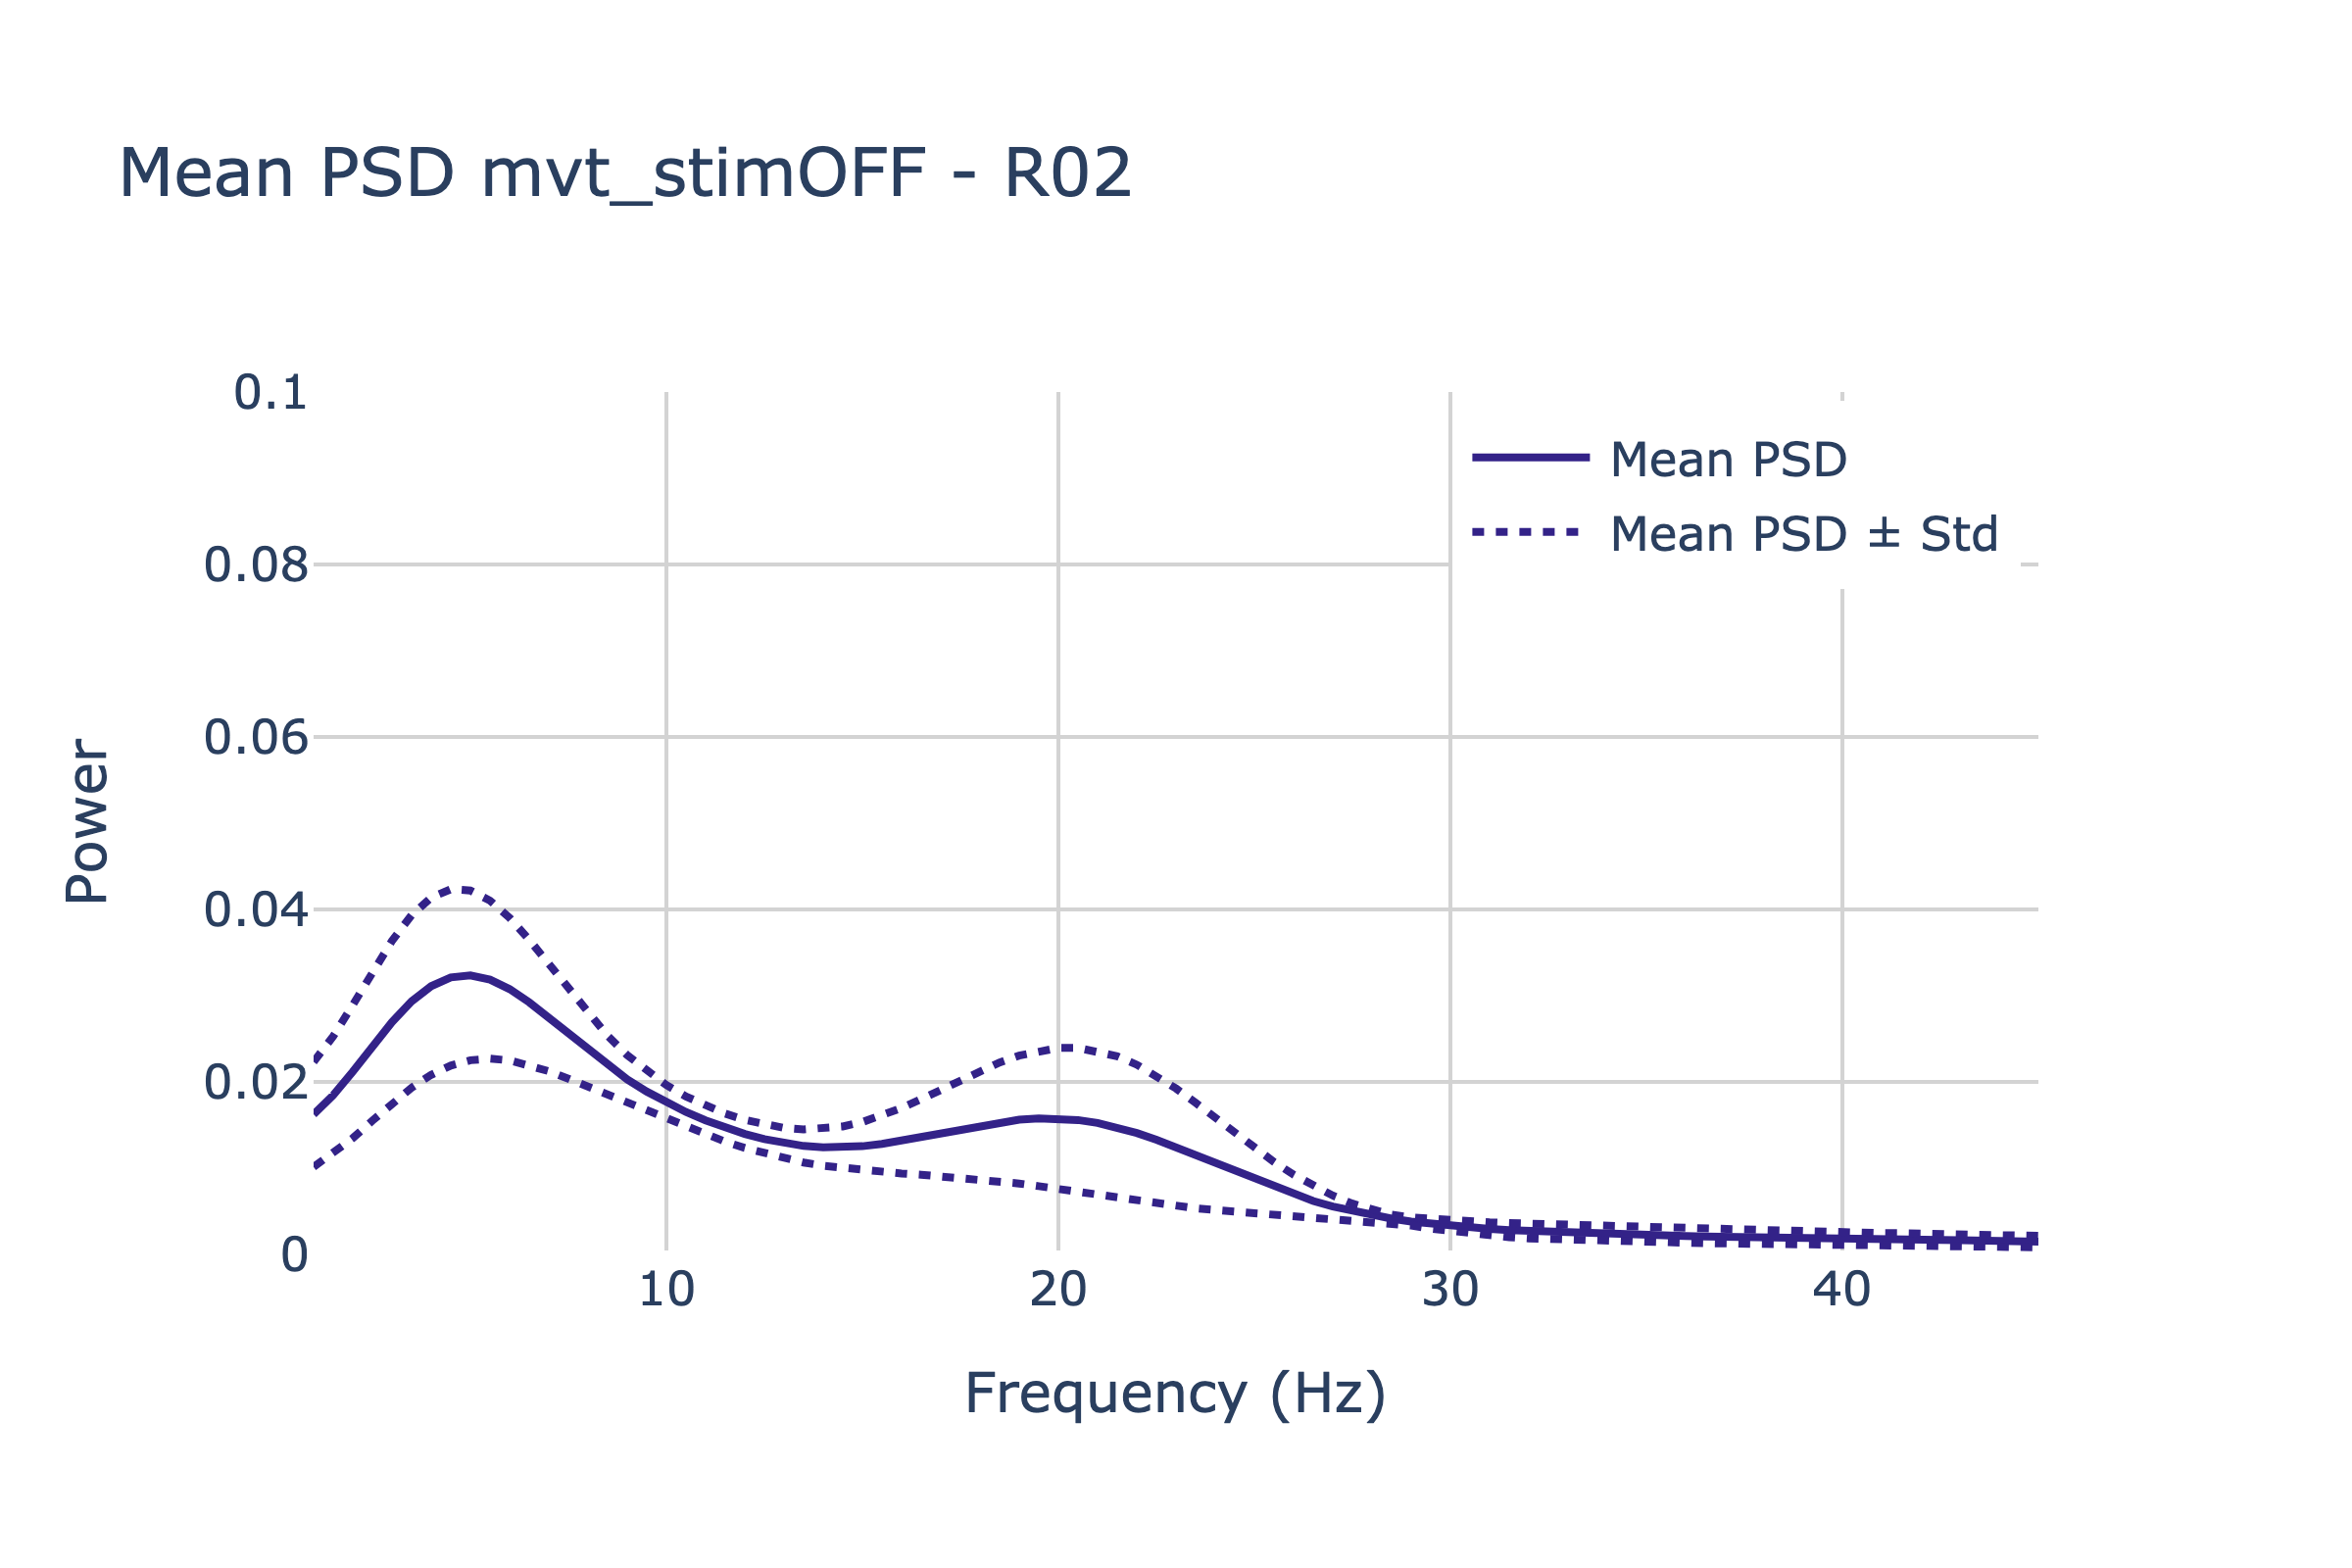 Mean PSD mvt_stimOFF - R02
0.1
0.08
0.06
0.04
0.02
0
Power
Mean PSD
Mean PSD ± Std
10
20
30
40
Frequency (Hz)